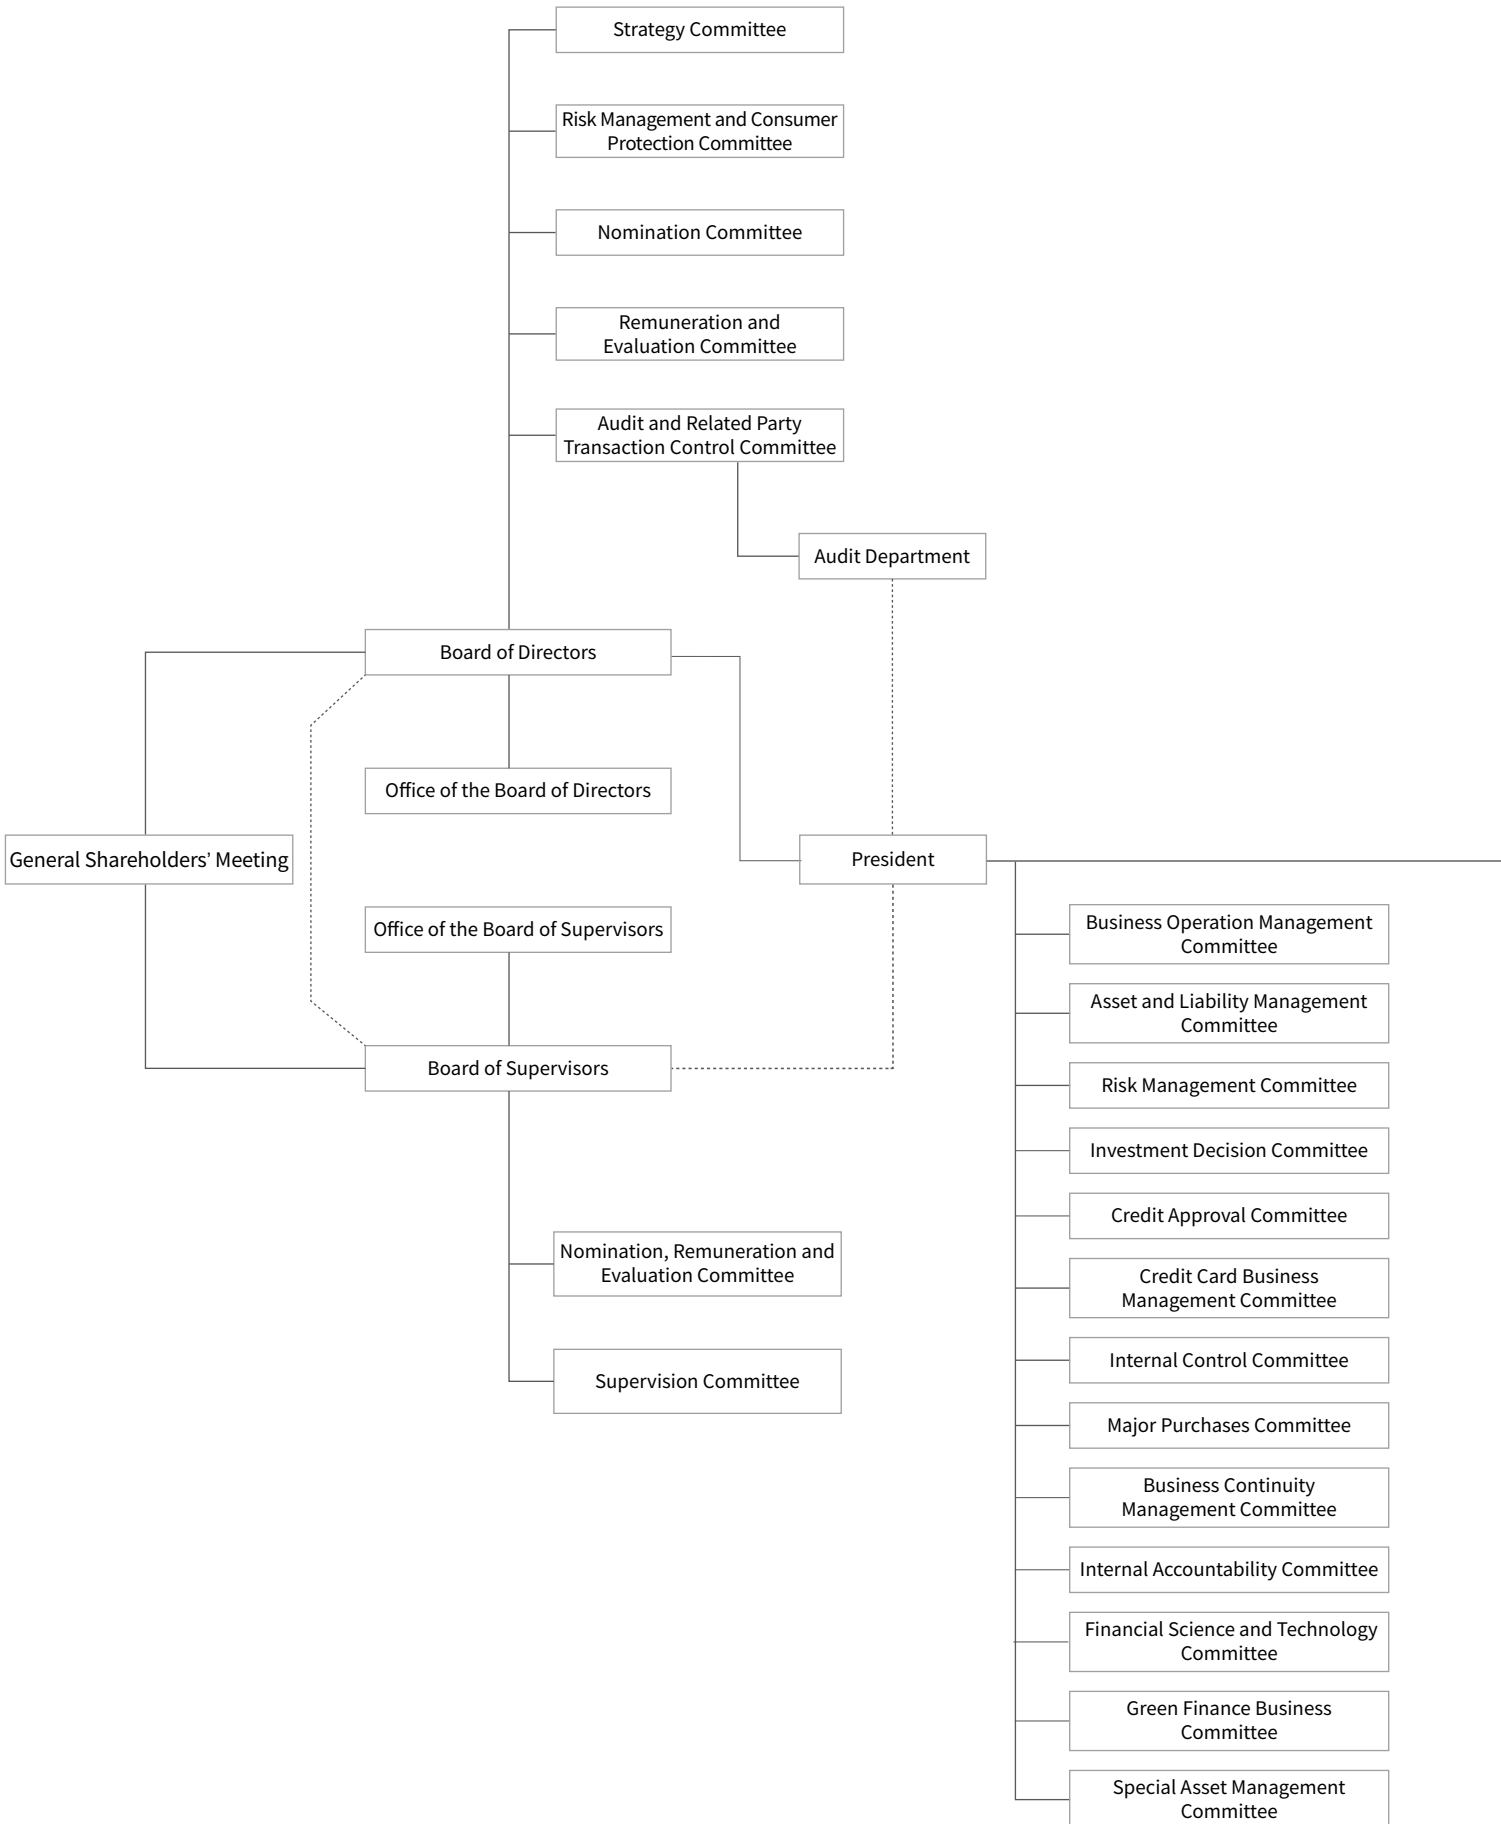 Strategy Committee
Risk Management and Consumer
Protection Committee
Nomination Committee
Remuneration and
Evaluation Committee
Audit and Related Party
Transaction Control Committee
Audit Department
Board of Directors
Office of the Board of Directors
General Shareholders’ Meeting
President
Office of the Board of Supervisors
Board of Supervisors
Nomination, Remuneration and
Evaluation Committee
Supervision Committee
Business Operation Management
Committee
Asset and Liability Management
Committee
Risk Management Committee
Investment Decision Committee
Credit Approval Committee
Credit Card Business
Management Committee
Internal Control Committee
Major Purchases Committee
Business Continuity
Management Committee
Internal Accountability Committee
Financial Science and Technology
Committee
Green Finance Business
Committee
Special Asset Management
Committee